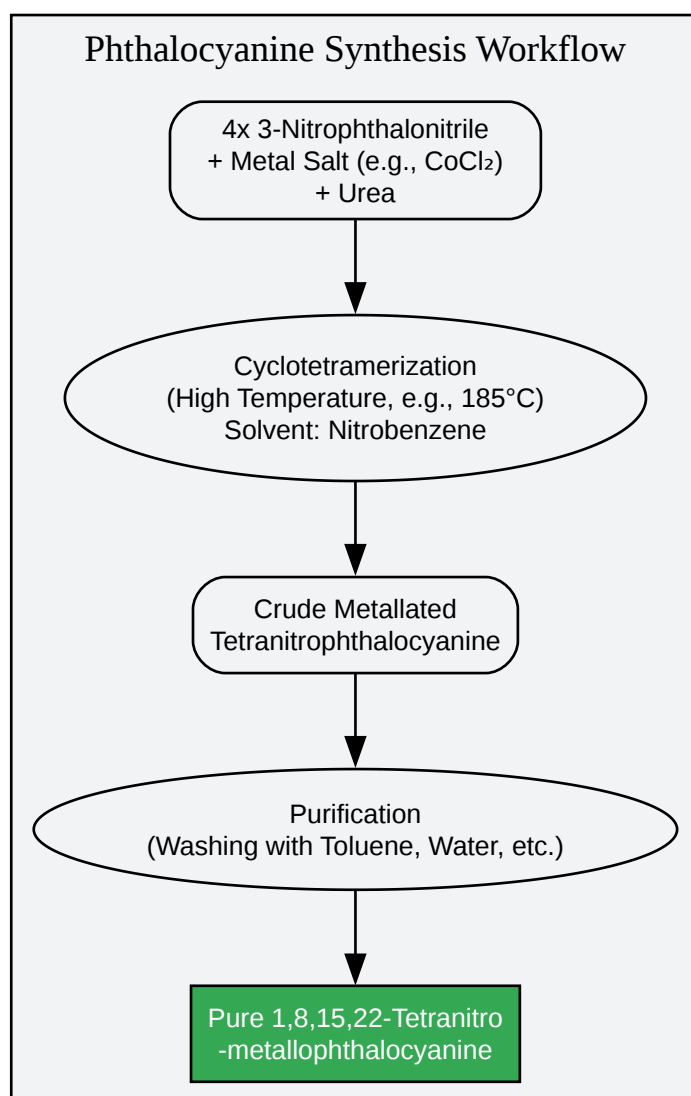 Phthalocyanine Synthesis Workflow
4x 3-Nitrophthalonitrile
+ Metal Salt (e.g., CoCl₂)
+ Urea
Cyclotetramerization
(High Temperature, e.g., 185°C)
Solvent: Nitrobenzene
Crude Metallated
Tetranitrophthalocyanine
Purification
(Washing with Toluene, Water, etc.)
Pure 1,8,15,22-Tetranitro
-metallophthalocyanine